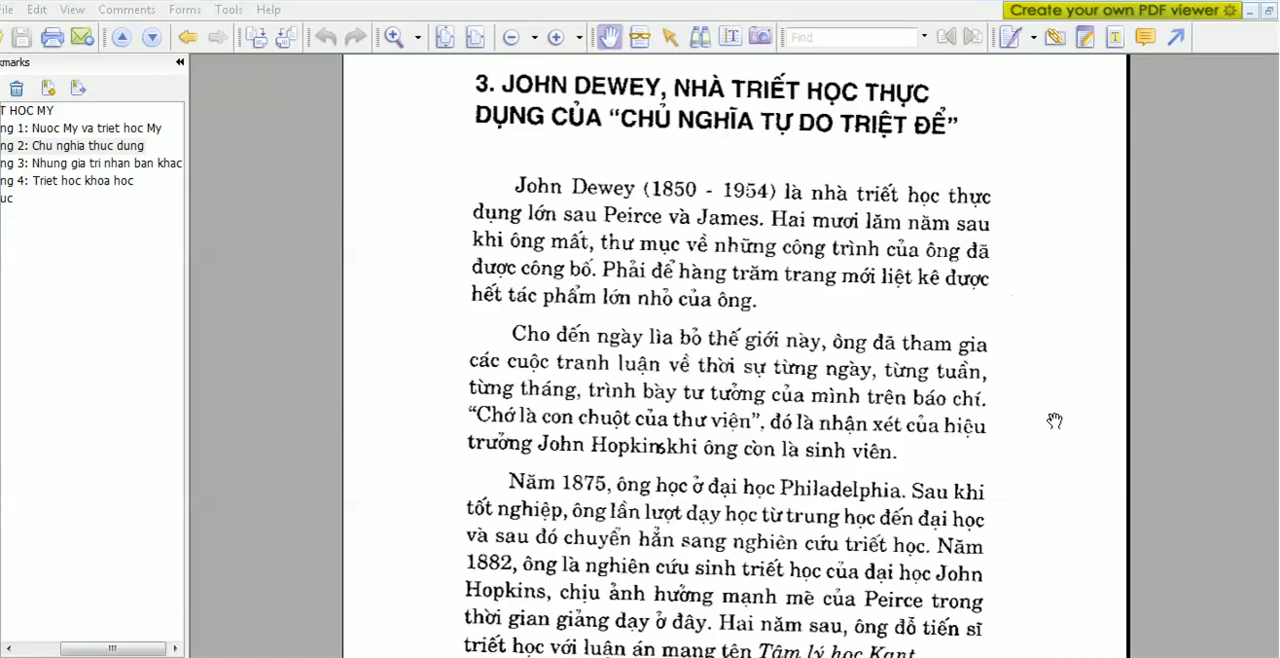 ile Edit View Comments Forms Tools Help
Create your own PDF viewer
Find
marks
T HOC MY
ng 1: Nuoc My va triet hoc My
ng 2: Chu nghia thuc dung
ng 3: Nhung gia tri nhan ban khac
ng 4: Triet hoc khoa hoc
uc
3. JOHN DEWEY, NHÀ TRIẾT HỌC THỰC
DỤNG CỦA “CHỦ NGHĨA TỰ DO TRIỆT ĐỂ”
John Dewey (1850 - 1954) là nhà triết học thực
dụng lớn sau Peirce và James. Hai mươi lăm năm sau
khi ông mất, thư mục về những công trình của ông đã
được công bố. Phải để hàng trăm trang mới liệt kê được
hết tác phẩm lớn nhỏ của ông.
Cho đến ngày lìa bỏ thế giới này, ông đã tham gia
các cuộc tranh luận về thời sự từng ngày, từng tuần,
từng tháng, trình bày tư tưởng của mình trên báo chí.
“Chớ là con chuột của thư viện”, đó là nhận xét của hiệu
trưởng John Hopkinskhi ông còn là sinh viên.
Năm 1875, ông học ở đại học Philadelphia. Sau khi
tốt nghiệp, ông lần lượt dạy học từ trung học đến đại học
và sau đó chuyển hẳn sang nghiên cứu triết học. Năm
1882, ông là nghiên cứu sinh triết học của đại học John
Hopkins, chịu ảnh hưởng mạnh mẽ của Peirce trong
thời gian giảng dạy ở đây. Hai năm sau, ông đỗ tiến sĩ
triết học với luận án mang tên Tâm lý học Kant